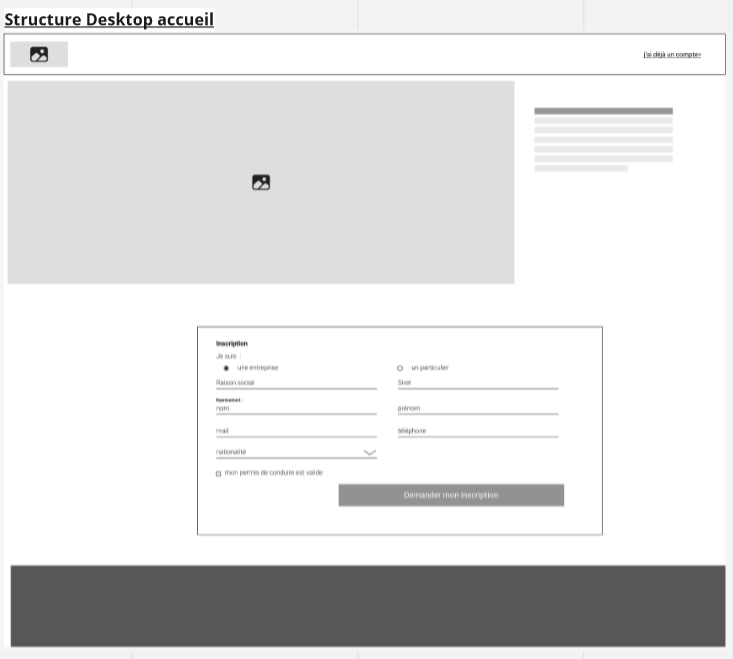 Structure Desktop accueil
j'ai déjà un compte>
Inscription
Je suis :
une entreprise
un particulier
Raison social
Siret
Représentant :
nom
prénom
mail
téléphone
nationalité
mon permis de conduire est valide
Demander mon inscription